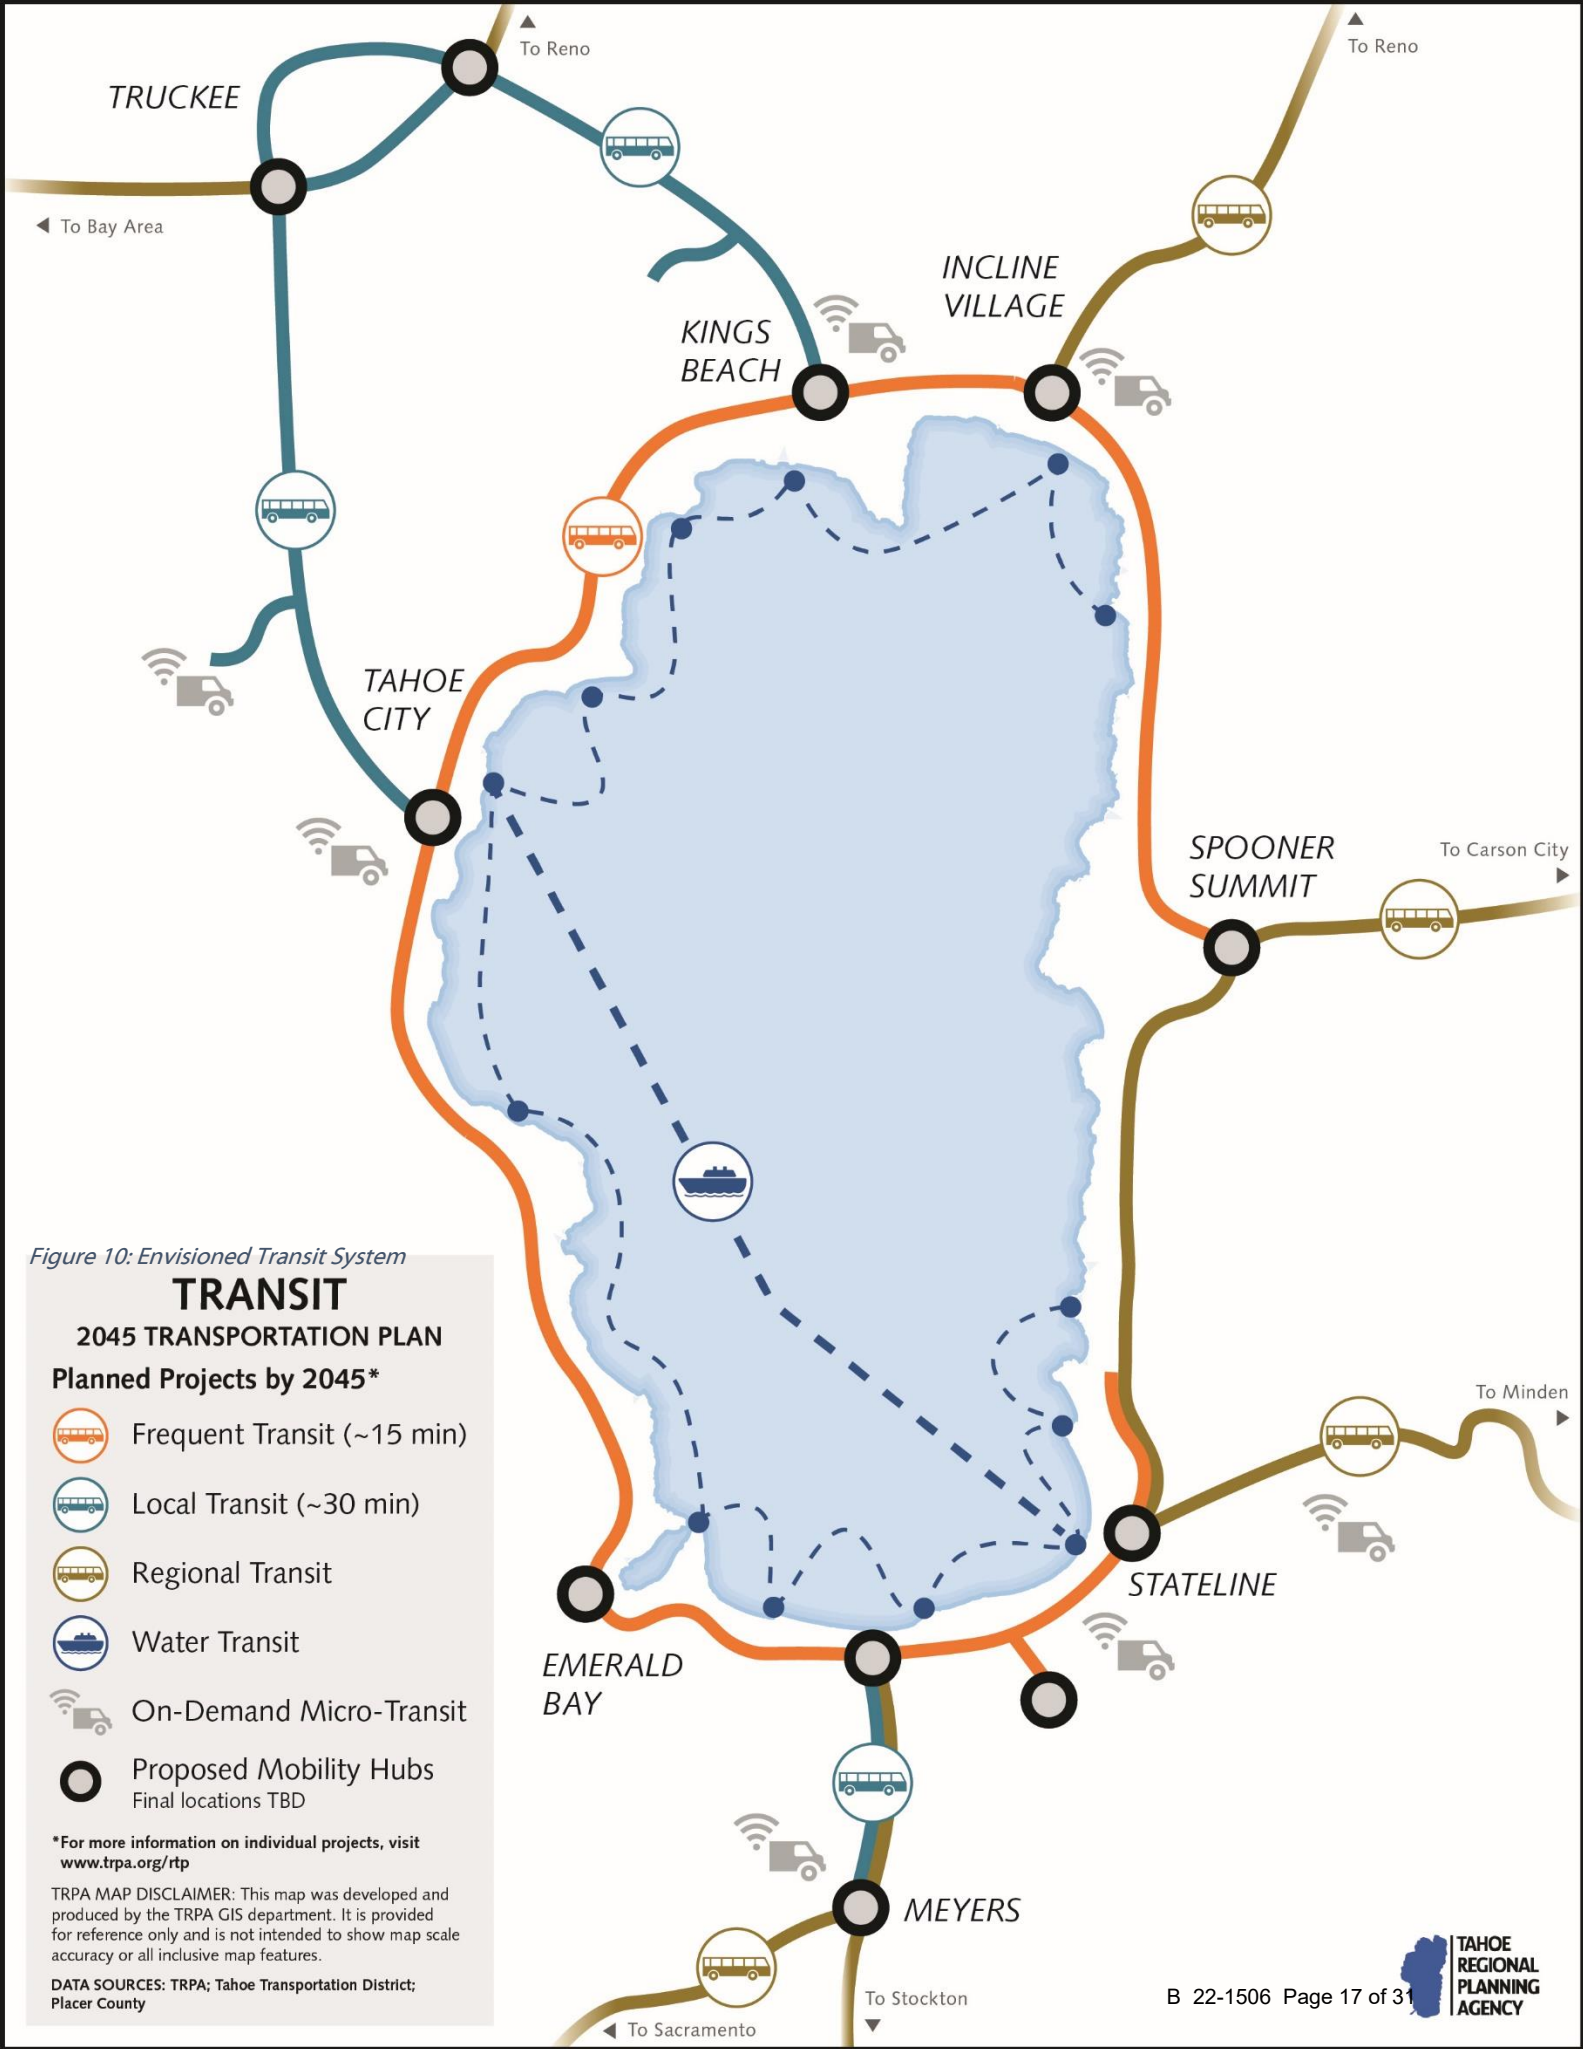 To Reno
To Reno
TRUCKEE
To Bay Area
INCLINE
VILLAGE
KINGS
BEACH
TAHOE
CITY
SPOONER
SUMMIT
To Carson City
To Minden
STATELINE
EMERALD
BAY
MEYERS
To Stockton
To Sacramento
Figure 10: Envisioned Transit System
TRANSIT
2045 TRANSPORTATION PLAN
Planned Projects by 2045*
Frequent Transit (~15 min)
Local Transit (~30 min)
Regional Transit
Water Transit
On-Demand Micro-Transit
Proposed Mobility Hubs
Final locations TBD
*For more information on individual projects, visit
www.trpa.org/rtp
TRPA MAP DISCLAIMER: This map was developed and
produced by the TRPA GIS department. It is provided
for reference only and is not intended to show map scale
accuracy or all inclusive map features.
DATA SOURCES: TRPA; Tahoe Transportation District;
Placer County
B 22-1506 Page 17 of 31
TAHOE
REGIONAL
PLANNING
AGENCY